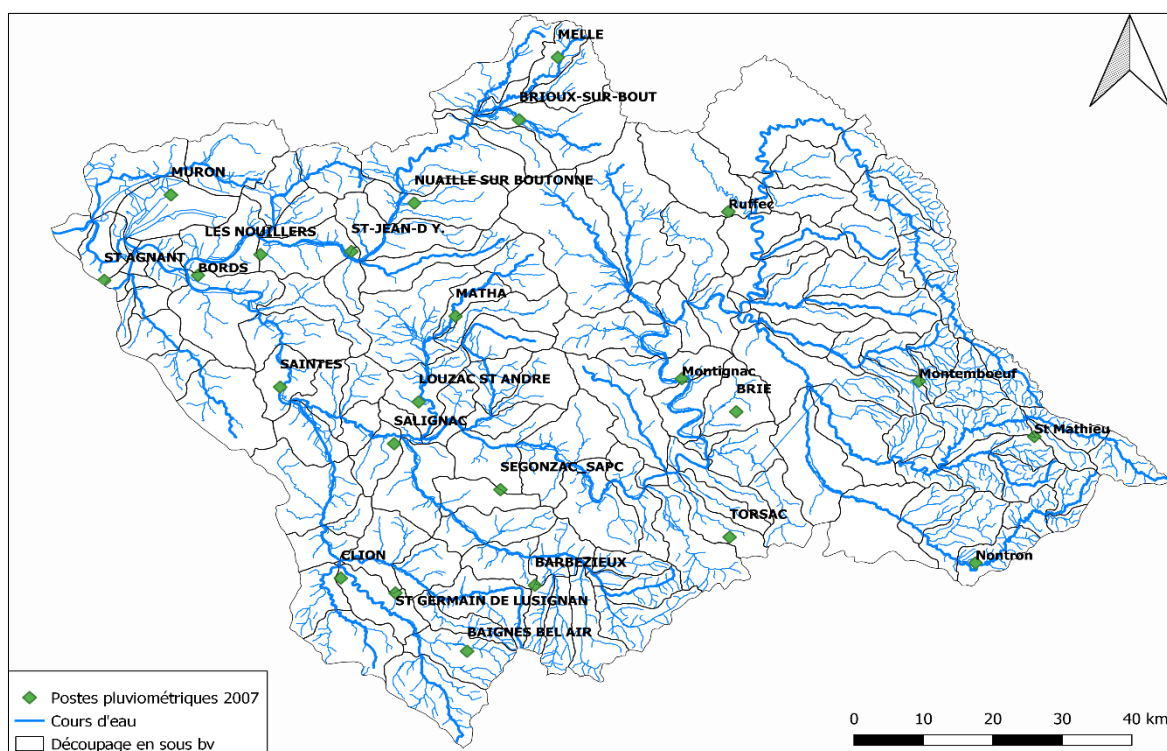 MELLE
BRIOUX-SUR-BOUT
MURON
NUAILLE SUR BOUTONNE
Ruffec
LES NOUILLERS
ST-JEAN-D Y.
ST AGNANT
BORDS
MATHA
SAINTES
LOUZAC ST ANDRE
Montignac
BRIE
Montemboeuf
SALIGNAC
St Mathieu
SEGONZAC_SAPC
TORSAC
CLION
BARBEZIEUX
Nontron
ST GERMAIN DE LUSIGNAN
BAIGNES BEL AIR
Postes pluviométriques 2007
Cours d'eau
Découpage en sous bv
0 10 20 30 40 km